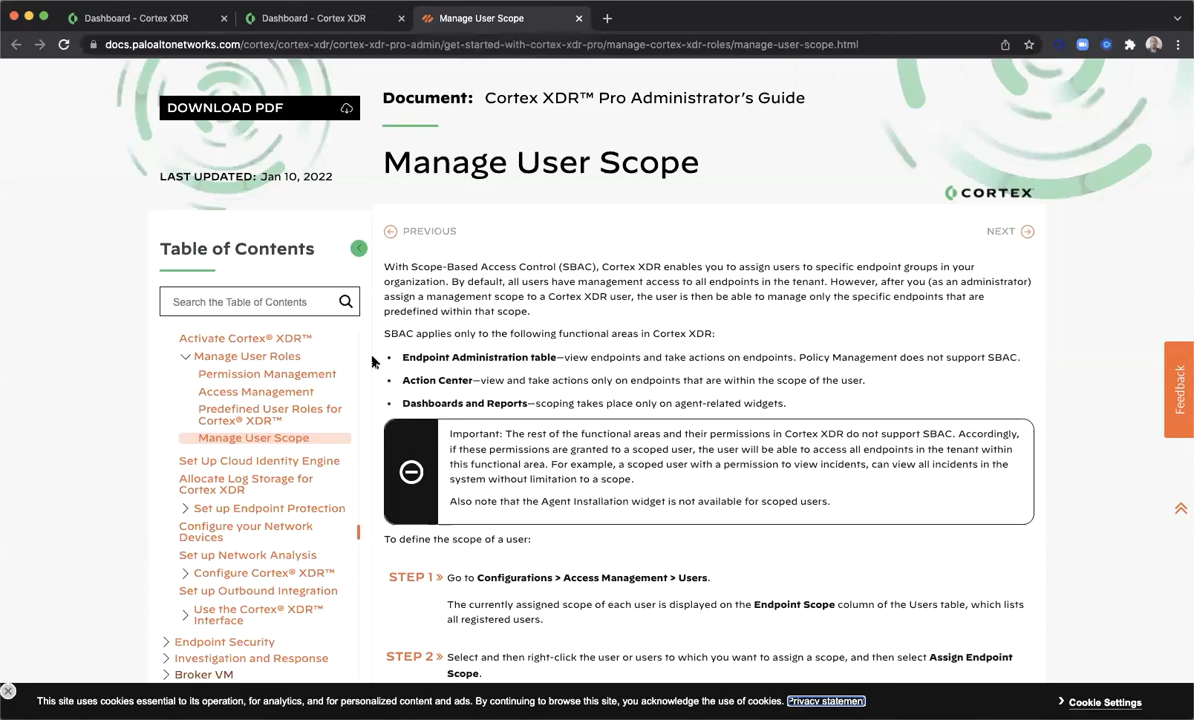 Dashboard - Cortex XDR
Dashboard - Cortex XDR
Manage User Scope
docs.paloaltonetworks.com/cortex/cortex-xdr/cortex-xdr-pro-admin/get-started-with-cortex-xdr-pro/manage-cortex-xdr-roles/manage-user-scope.html
DOWNLOAD PDF
LAST UPDATED: Jan 10, 2022
Document: Cortex XDR™ Pro Administrator's Guide
Manage User Scope
CORTEX
Table of Contents
Search the Table of Contents
Activate Cortex® XDR™
Manage User Roles
Permission Management
Access Management
Predefined User Roles for
Cortex® XDR™
Manage User Scope
Set Up Cloud Identity Engine
Allocate Log Storage for
Cortex XDR
Set up Endpoint Protection
Configure your Network
Devices
Set up Network Analysis
Configure Cortex® XDR™
Set up Outbound Integration
Use the Cortex® XDR™
Interface
Endpoint Security
Investigation and Response
Broker VM
PREVIOUS
NEXT
With Scope-Based Access Control (SBAC), Cortex XDR enables you to assign users to specific endpoint groups in your
organization. By default, all users have management access to all endpoints in the tenant. However, after you (as an administrator)
assign a management scope to a Cortex XDR user, the user is then be able to manage only the specific endpoints that are
predefined within that scope.
SBAC applies only to the following functional areas in Cortex XDR:
• Endpoint Administration table—view endpoints and take actions on endpoints. Policy Management does not support SBAC.
• Action Center—view and take actions only on endpoints that are within the scope of the user.
• Dashboards and Reports—scoping takes place only on agent-related widgets.
Important: The rest of the functional areas and their permissions in Cortex XDR do not support SBAC. Accordingly,
if these permissions are granted to a scoped user, the user will be able to access all endpoints in the tenant within
this functional area. For example, a scoped user with a permission to view incidents, can view all incidents in the
system without limitation to a scope.
Also note that the Agent Installation widget is not available for scoped users.
To define the scope of a user:
STEP 1 » Go to Configurations > Access Management > Users.
The currently assigned scope of each user is displayed on the Endpoint Scope column of the Users table, which lists
all registered users.
STEP 2 » Select and then right-click the user or users to which you want to assign a scope, and then select Assign Endpoint
Scope.
Feedback
This site uses cookies essential to its operation, for analytics, and for personalized content and ads. By continuing to browse this site, you acknowledge the use of cookies. Privacy statement
Cookie Settings